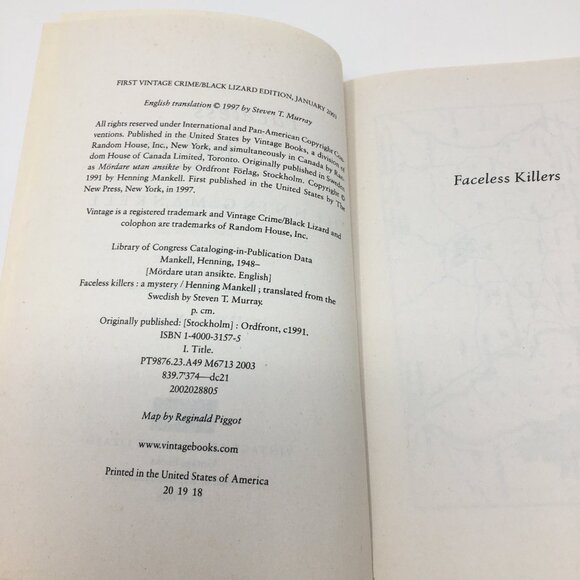 FIRST VINTAGE CRIME/BLACK LIZARD EDITION, JANUARY 2003
English translation © 1997 by Steven T. Murray
All rights reserved under International and Pan-American Copyright Con-
ventions. Published in the United States by Vintage Books, a division of
Random House, Inc., New York, and simultaneously in Canada by Ran-
dom House of Canada Limited, Toronto. Originally published in Sweden
as Mördare utan ansikte by Ordfront Förlag, Stockholm. Copyright ©
1991 by Henning Mankell. First published in the United States by The
New Press, New York, in 1997.
Vintage is a registered trademark and Vintage Crime/Black Lizard and
colophon are trademarks of Random House, Inc.
Library of Congress Cataloging-in-Publication Data
Mankell, Henning, 1948–
[Mördare utan ansikte. English]
Faceless killers : a mystery / Henning Mankell ; translated from the
Swedish by Steven T. Murray.
p. cm.
Originally published: [Stockholm] : Ordfront, c1991.
ISBN 1-4000-3157-5
I. Title.
PT9876.23.A49 M6713 2003
839.7'374—dc21
2002028805
Map by Reginald Piggot
www.vintagebooks.com
Printed in the United States of America
20 19 18
Faceless Killers